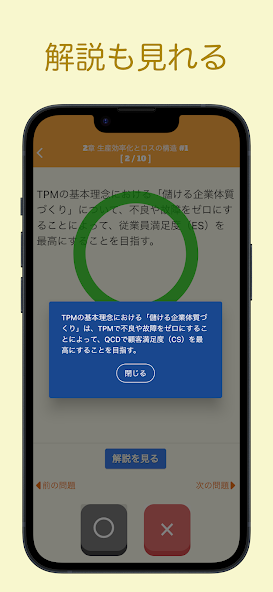 解説も見れる
2章 生産効率化とロスの構造 #1
[ 2 / 10 ]
TPMの基本理念における「儲ける企業体質
づくり」について、不良や故障をゼロにす
ることによって、従業員満足度（ES）を
最高にすることを目指す。
TPMの基本理念における「儲ける企業体質づ
くり」は、TPMで不良や故障をゼロにするこ
とによって、QCDで顧客満足度（CS）を最
高にすることを目指す。
閉じる
解説を見る
前の問題
次の問題